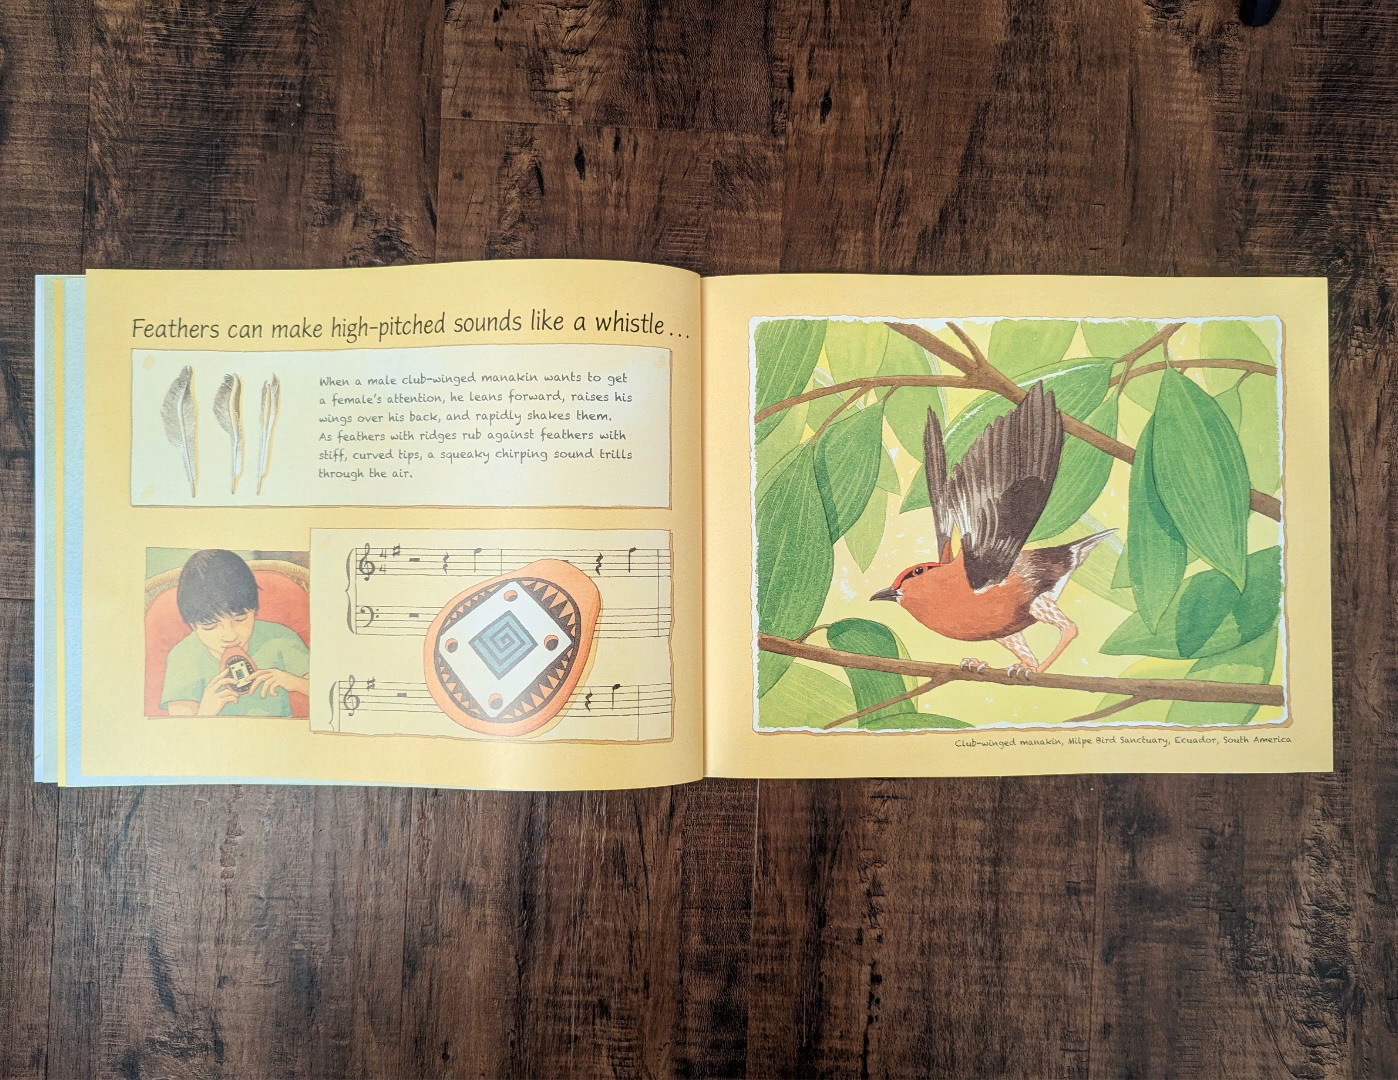 Feathers can make high-pitched sounds like a whistle...
When a male club-winged manakin wants to get
a female's attention, he leans forward, raises his
wings over his back, and rapidly shakes them.
As feathers with ridges rub against feathers with
stiff, curved tips, a squeaky chirping sound trills
through the air.
4
4
Club-winged manakin, Milpe Bird Sanctuary, Ecuador, South America